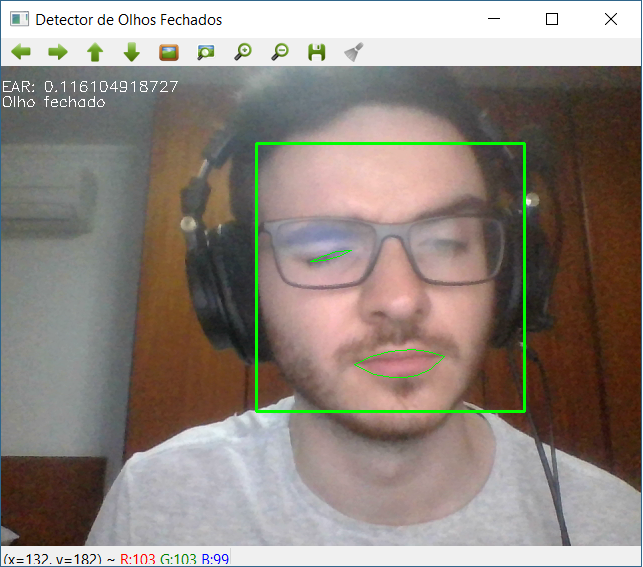 Detector de Olhos Fechados
EAR: 0.116104918727
Olho fechado
(x=132, y=182) ~ R:103 G:103 B:99